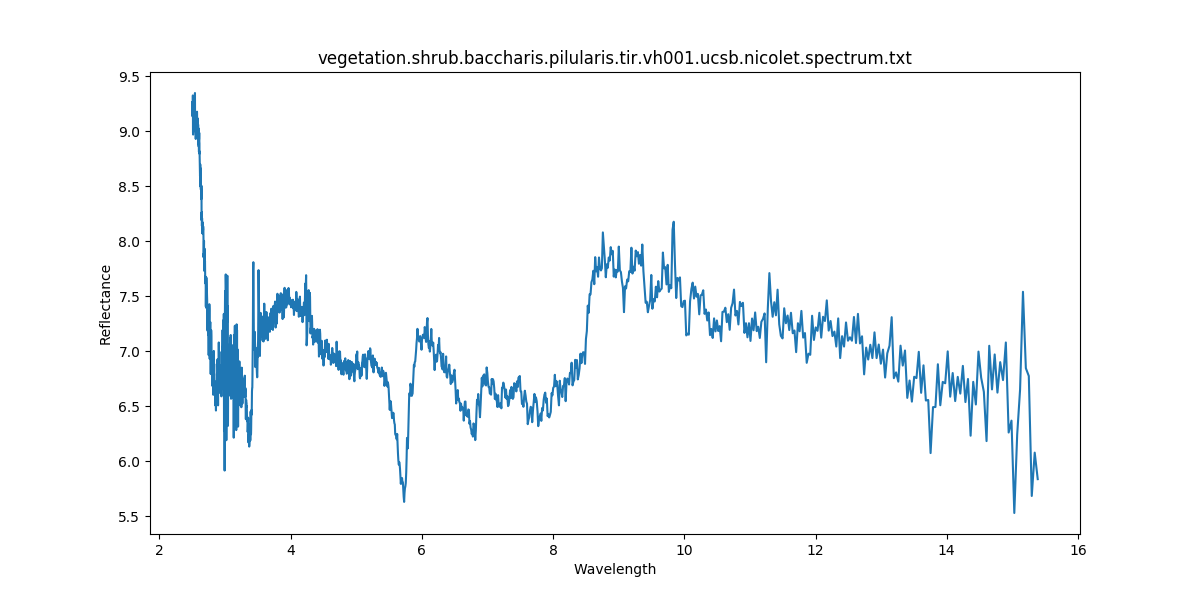 vegetation.shrub.baccharis.pilularis.tir.vh001.ucsb.nicolet.spectrum.txt
9.5
9.0
8.5
8.0
7.5
7.0
6.5
6.0
5.5
Reflectance
2 4 6 8 10 12 14 16
Wavelength